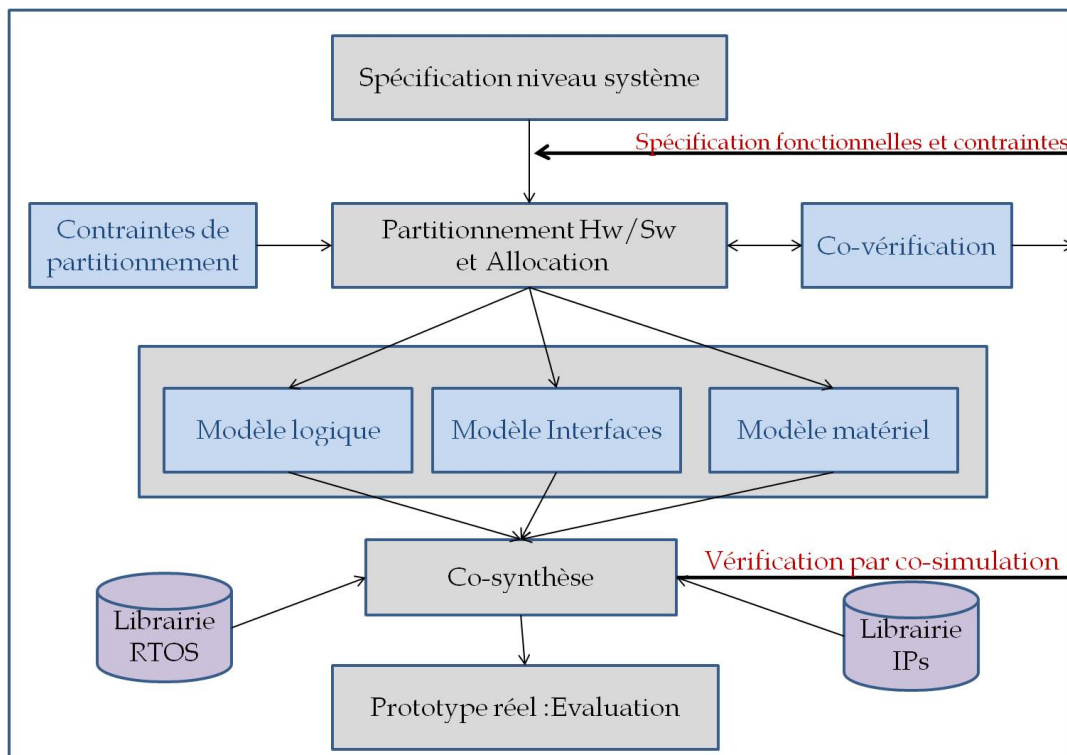 Spécification niveau système
Spécification fonctionnelles et contraintes
Contraintes de
partitionnement
Partitionnement Hw/Sw
et Allocation
Co-vérification
Modèle logique
Modèle Interfaces
Modèle matériel
Co-synthèse
Vérification par co-simulation
Librairie
RTOS
Librairie
IPs
Prototype réel :Evaluation